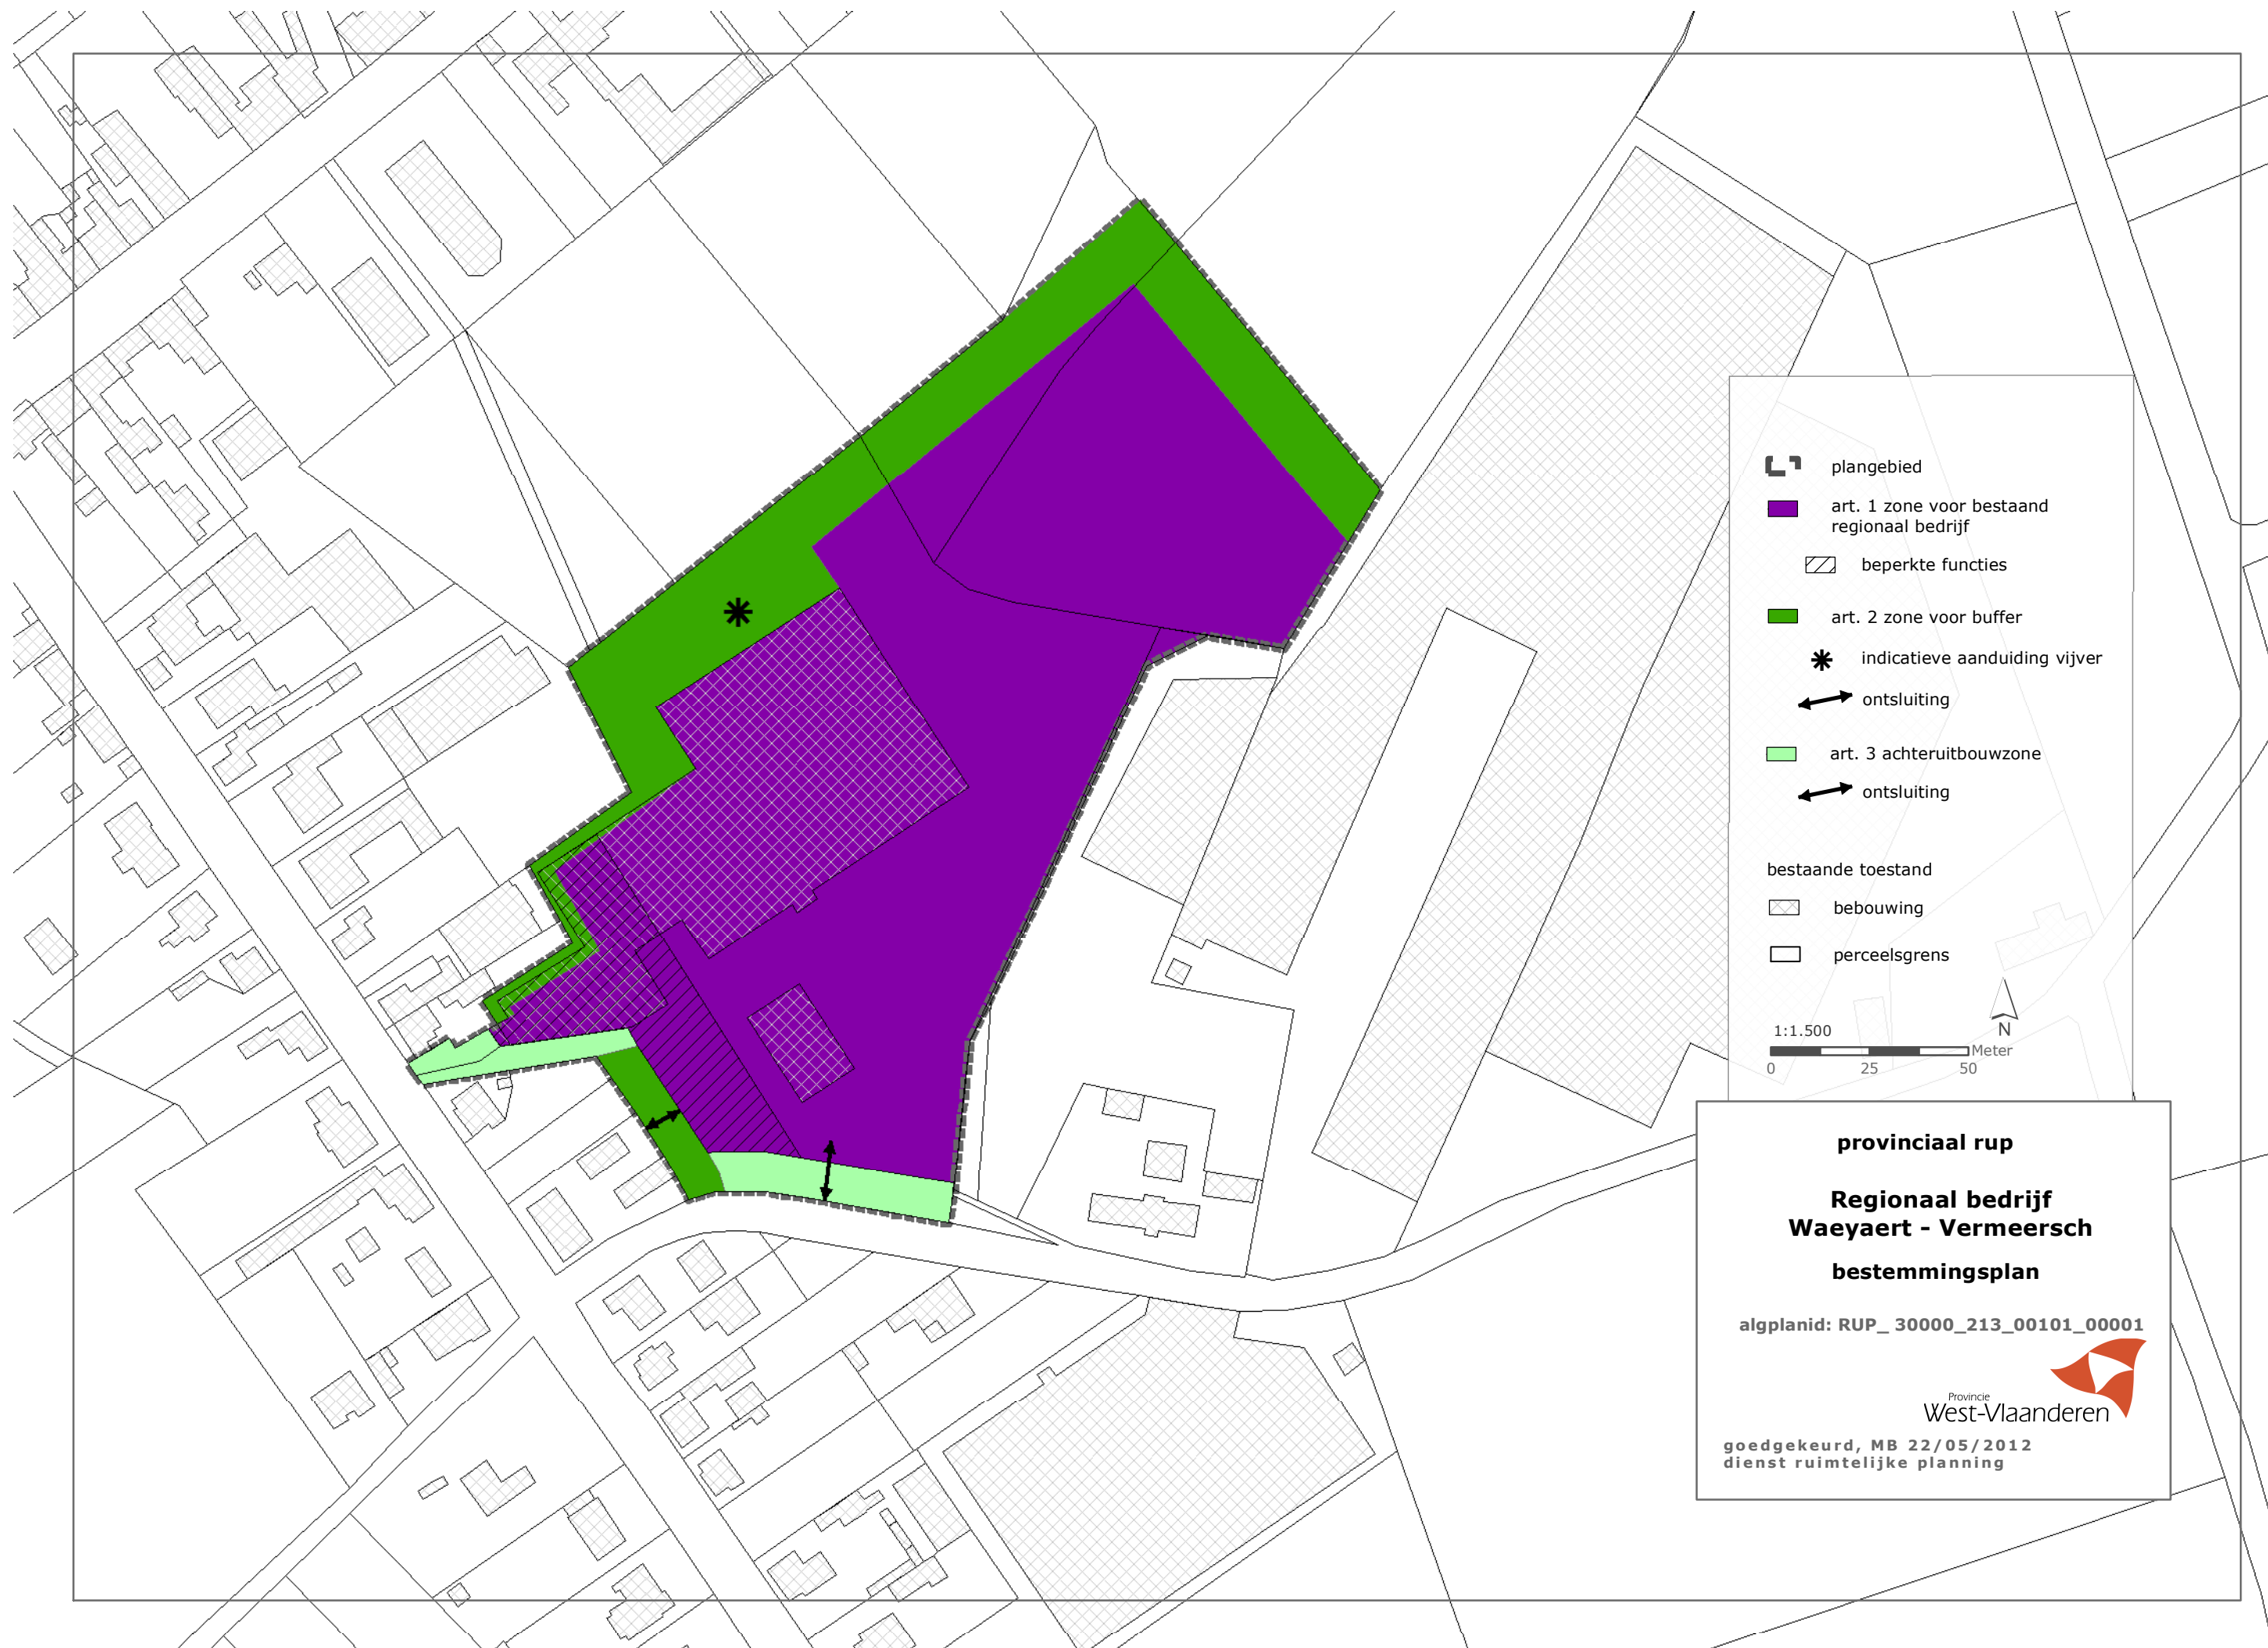 plangebied
art. 1 zone voor bestaand
regionaal bedrijf
beperkte functies
art. 2 zone voor buffer
indicatieve aanduiding vijver
ontsluiting
art. 3 achteruitbouwzone
ontsluiting
bestaande toestand
bebouwing
perceelsgrens
N
1:1.500
Meter
0 25 50
provinciaal rup
Regionaal bedrijf
Waeyaert - Vermeersch
bestemmingsplan
algplanid: RUP_ 30000_213_00101_00001
Provincie
West-Vlaanderen
goedgekeurd, MB 22/05/2012
dienst ruimtelijke planning